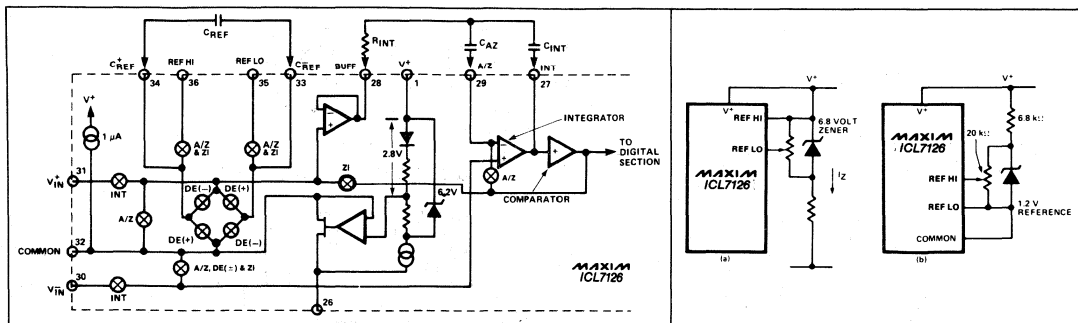 CREF
RINT
CAZ
CINT
C+REF
REF HI
REF LO
C-REF
BUFF
V+
A/Z
INT
34
36
35
33
28
1
29
27
V+
1 μA
A/Z
& ZI
A/Z
& ZI
INTEGRATOR
TO
DIGITAL
SECTION
2.8V
31
V+IN
INT
DE(−)
DE(+)
ZI
A/Z
6.2V
COMPARATOR
A/Z
DE(+)
DE(−)
32
COMMON
A/Z, DE(±) & ZI
30
V-IN
INT
26
MAXIM
ICL7126
V+
V+
REF HI
6.8 VOLT
ZENER
REF LO
MAXIM
ICL7126
IZ
(a)
V+
V+
6.8 kΩ
20 kΩ
MAXIM
ICL7126
REF HI
REF LO
1.2 V
REFERENCE
COMMON
(b)